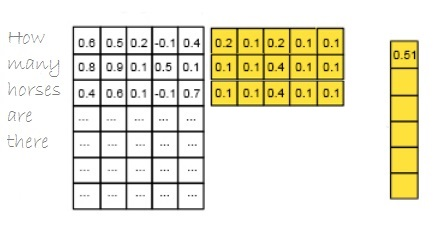 How
many
horses
are
there
0.6 0.5 0.2 -0.1 0.4 0.2 0.1 0.2 0.1 0.1
0.8 0.9 0.1 0.5 0.1 0.1 0.1 0.4 0.1 0.1
0.4 0.6 0.1 -0.1 0.7 0.1 0.1 0.4 0.1 0.1
... ... ... ... ...
... ... ... ... ...
... ... ... ... ...
... ... ... ... ...
0.51